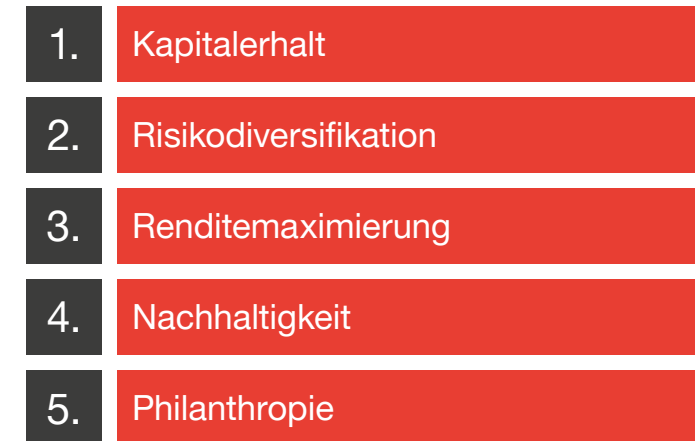 1. Kapitalerhalt
2. Risikodiversifikation
3. Renditemaximierung
4. Nachhaltigkeit
5. Philanthropie